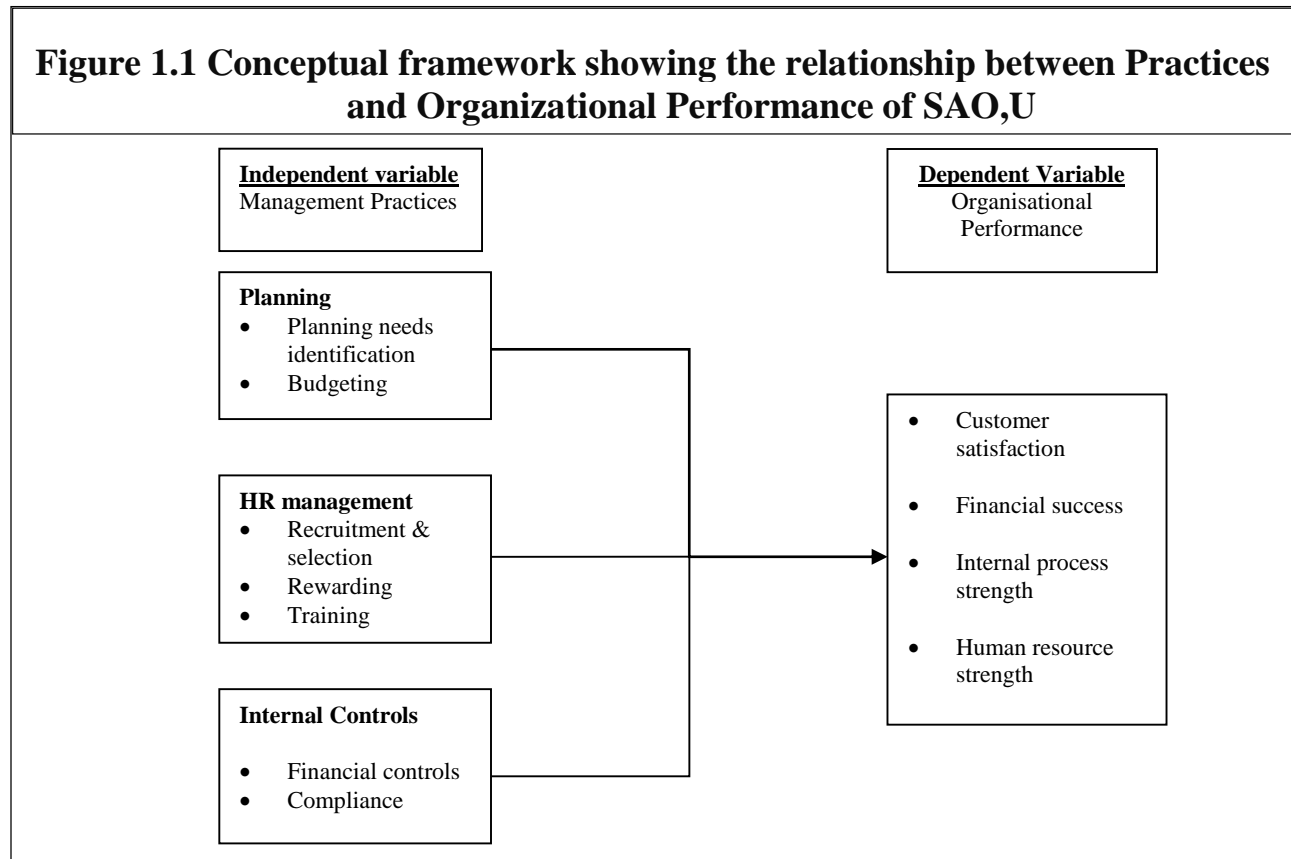 Figure 1.1 Conceptual framework showing the relationship between Practices
and Organizational Performance of SAO,U
Independent variable
Management Practices
Dependent Variable
Organisational
Performance
Planning
• Planning needs
identification
• Budgeting
HR management
• Recruitment &
selection
• Rewarding
• Training
Internal Controls
• Financial controls
• Compliance
• Customer
satisfaction
• Financial success
• Internal process
strength
• Human resource
strength